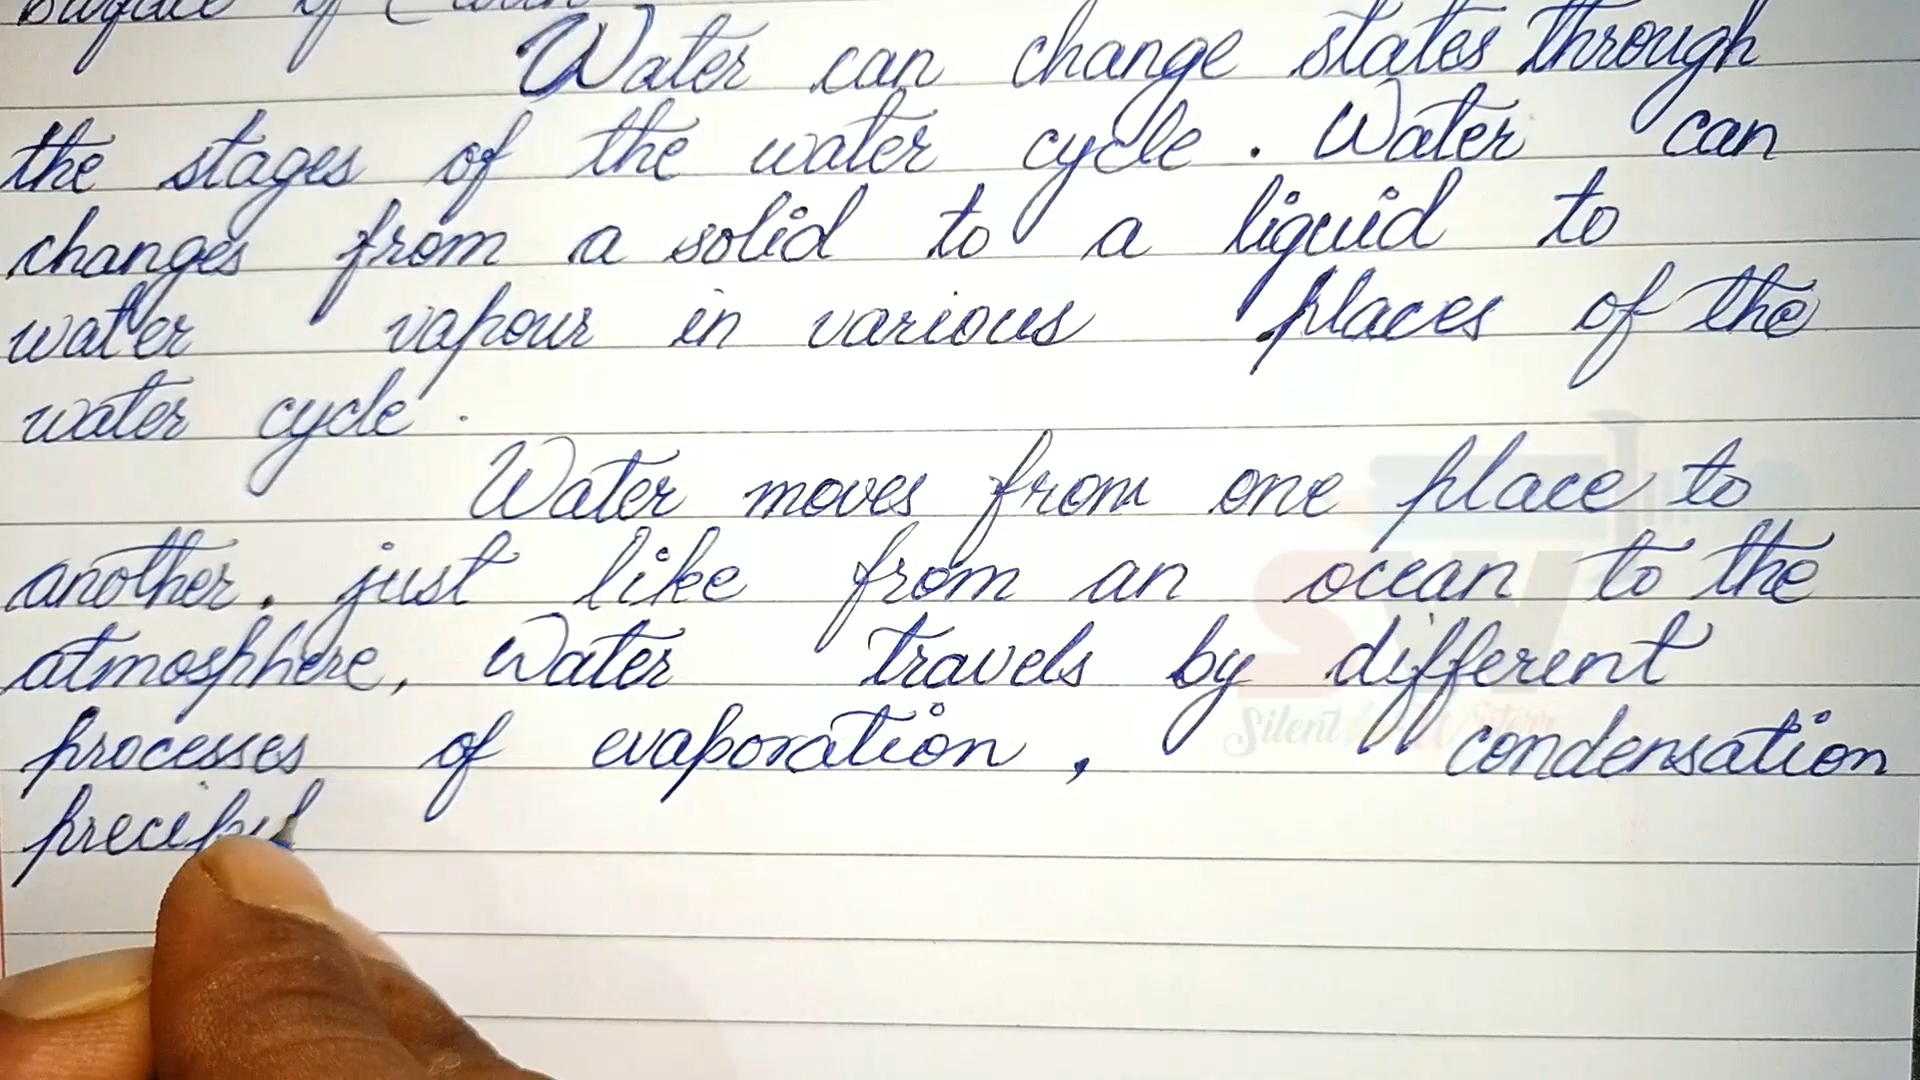 of
Water can change states through
the stages of the water cycle. Water can
changes from a solid to a liquid to
water vapour in various places of the
water cycle.
Water moves from one place to
another. just like from an ocean to the
atmosphere, Water travels by different
processes of evaporation, condensation
Silent